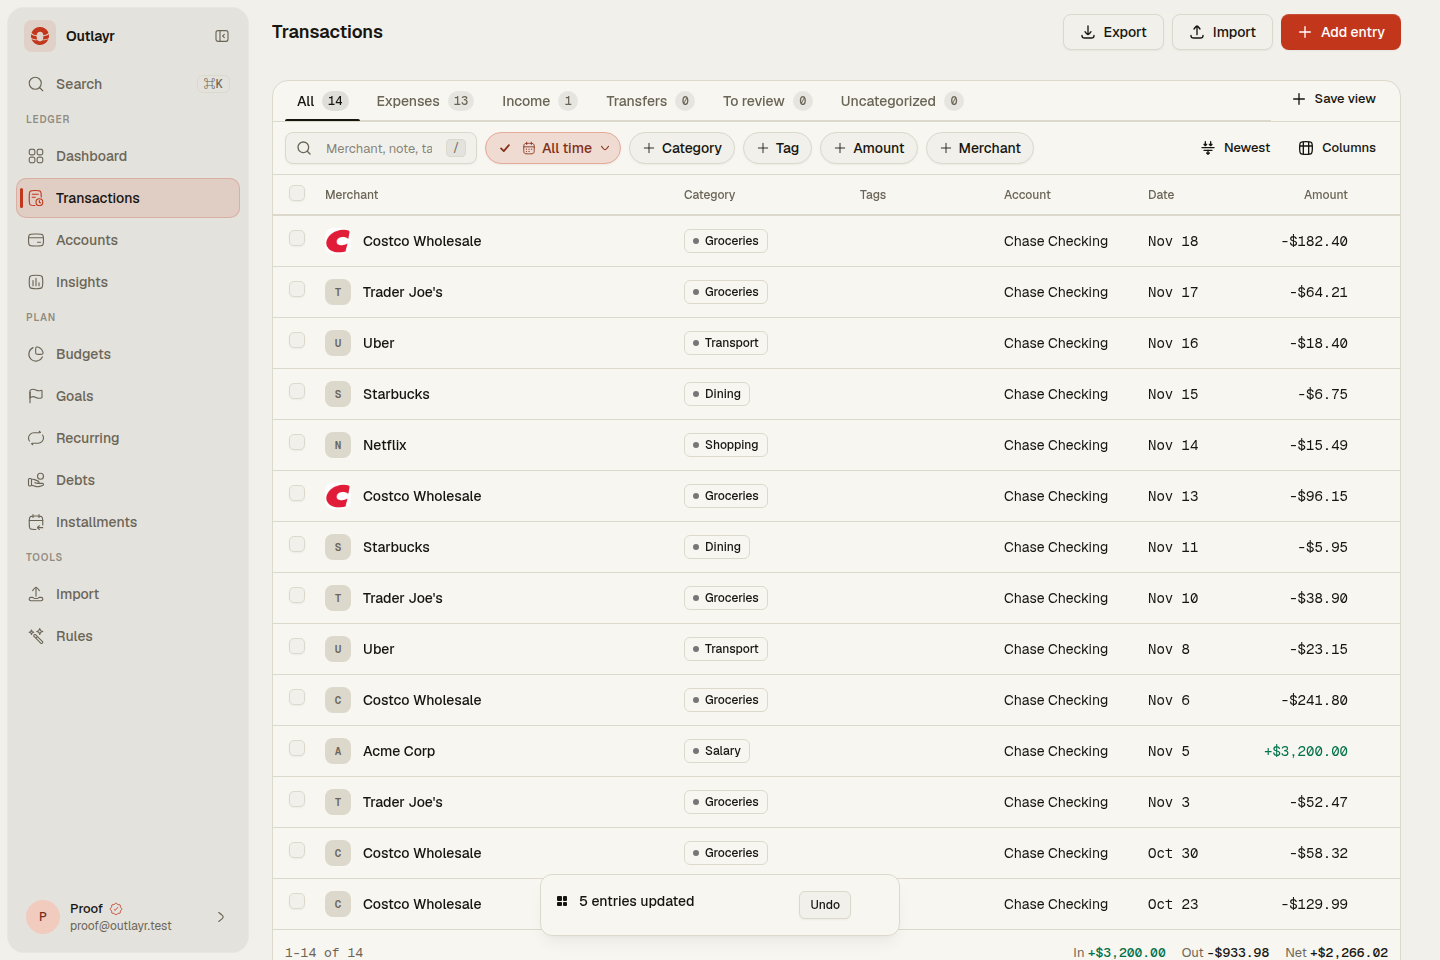 Outlayr
Search ⌘K
LEDGER
Dashboard
Transactions
Accounts
Insights
PLAN
Budgets
Goals
Recurring
Debts
Installments
TOOLS
Import
Rules
P Proof
proof@outlayr.test
Transactions
Export Import Add entry
All 14 Expenses 13 Income 1 Transfers 0 To review 0 Uncategorized 0 Save view
Merchant, note, ta / All time Category Tag Amount Merchant Newest Columns
Merchant Category Tags Account Date Amount
Costco Wholesale Groceries Chase Checking Nov 18 -$182.40
T Trader Joe's Groceries Chase Checking Nov 17 -$64.21
U Uber Transport Chase Checking Nov 16 -$18.40
S Starbucks Dining Chase Checking Nov 15 -$6.75
N Netflix Shopping Chase Checking Nov 14 -$15.49
Costco Wholesale Groceries Chase Checking Nov 13 -$96.15
S Starbucks Dining Chase Checking Nov 11 -$5.95
T Trader Joe's Groceries Chase Checking Nov 10 -$38.90
U Uber Transport Chase Checking Nov 8 -$23.15
C Costco Wholesale Groceries Chase Checking Nov 6 -$241.80
A Acme Corp Salary Chase Checking Nov 5 +$3,200.00
T Trader Joe's Groceries Chase Checking Nov 3 -$52.47
C Costco Wholesale Groceries Chase Checking Oct 30 -$58.32
C Costco Wholesale Chase Checking Oct 23 -$129.99
5 entries updated Undo
1-14 of 14 In +$3,200.00 Out -$933.98 Net +$2,266.02